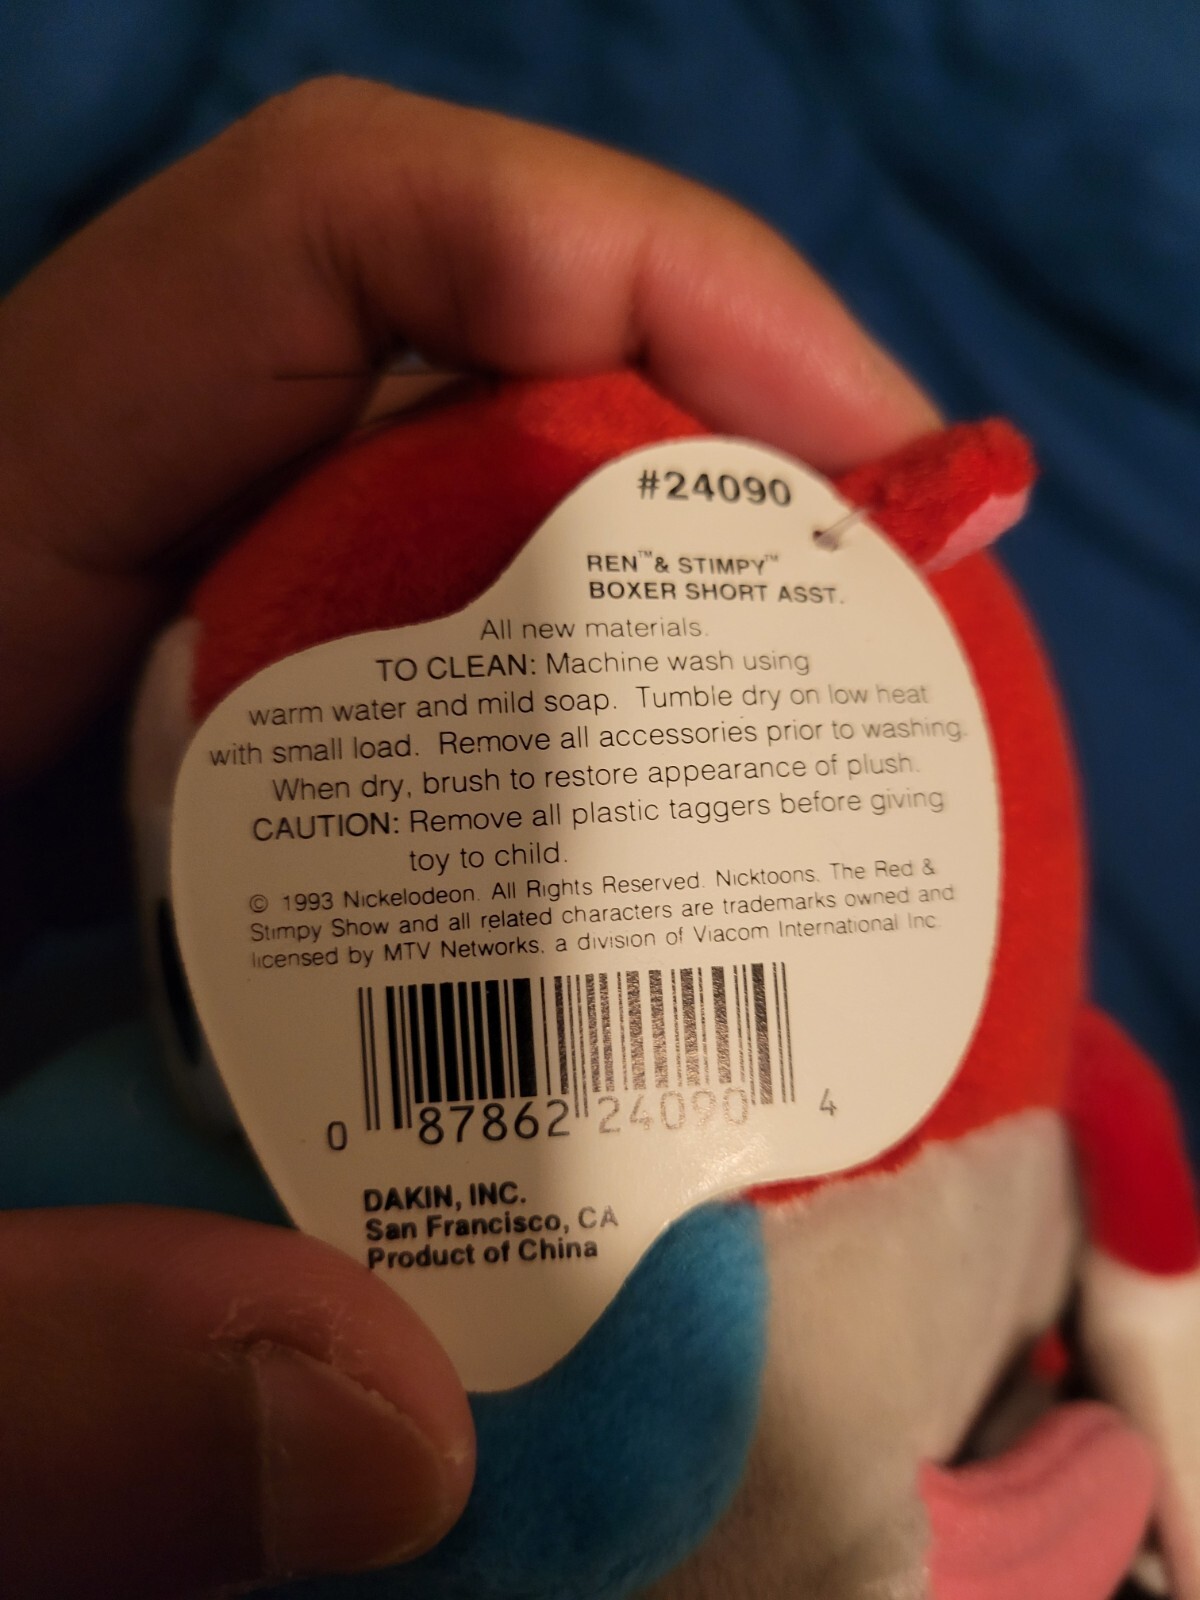 #24090
REN™ & STIMPY™
BOXER SHORT ASST.
All new materials.
TO CLEAN: Machine wash using
warm water and mild soap. Tumble dry on low heat
with small load. Remove all accessories prior to washing.
When dry, brush to restore appearance of plush.
CAUTION: Remove all plastic taggers before giving
toy to child.
© 1993 Nickelodeon. All Rights Reserved. Nicktoons. The Red &
Stimpy Show and all related characters are trademarks owned and
licensed by MTV Networks, a division of Viacom International Inc.
0 87862 24090 4
DAKIN, INC.
San Francisco, CA
Product of China